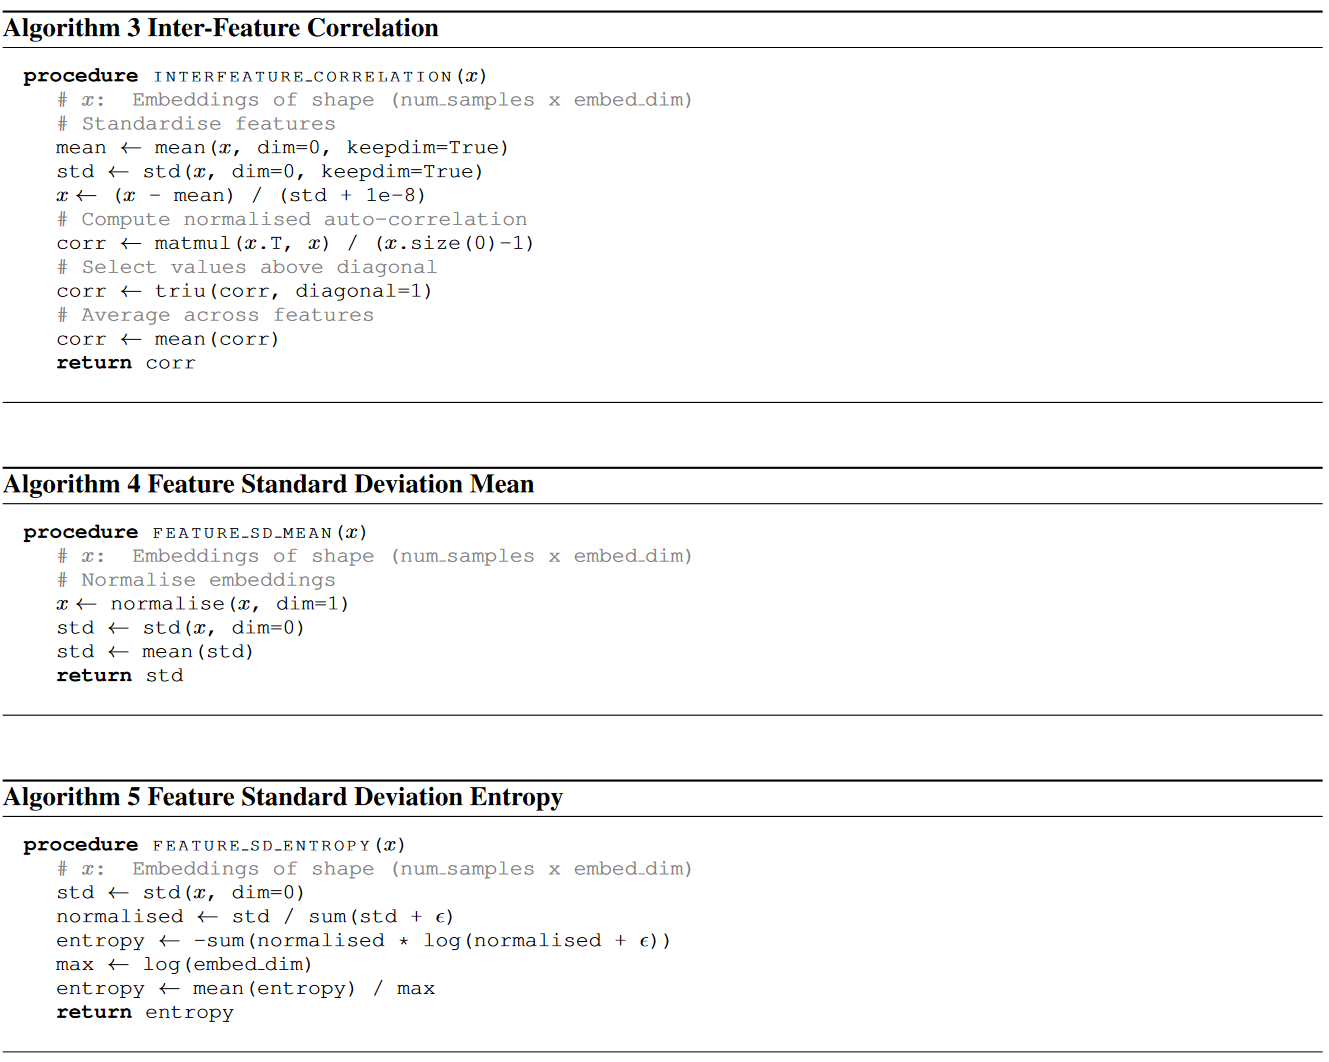 Algorithm 3 Inter-Feature Correlation
procedure INTERFEATURE_CORRELATION(x)
# x: Embeddings of shape (num_samples x embed_dim)
# Standardise features
mean ← mean(x, dim=0, keepdim=True)
std ← std(x, dim=0, keepdim=True)
x ← (x - mean) / (std + 1e-8)
# Compute normalised auto-correlation
corr ← matmul(x.T, x) / (x.size(0)-1)
# Select values above diagonal
corr ← triu(corr, diagonal=1)
# Average across features
corr ← mean(corr)
return corr
Algorithm 4 Feature Standard Deviation Mean
procedure FEATURE_SD_MEAN(x)
# x: Embeddings of shape (num_samples x embed_dim)
# Normalise embeddings
x ← normalise(x, dim=1)
std ← std(x, dim=0)
std ← mean(std)
return std
Algorithm 5 Feature Standard Deviation Entropy
procedure FEATURE_SD_ENTROPY(x)
# x: Embeddings of shape (num_samples x embed_dim)
std ← std(x, dim=0)
normalised ← std / sum(std + ϵ)
entropy ← -sum(normalised * log(normalised + ϵ))
max ← log(embed_dim)
entropy ← mean(entropy) / max
return entropy